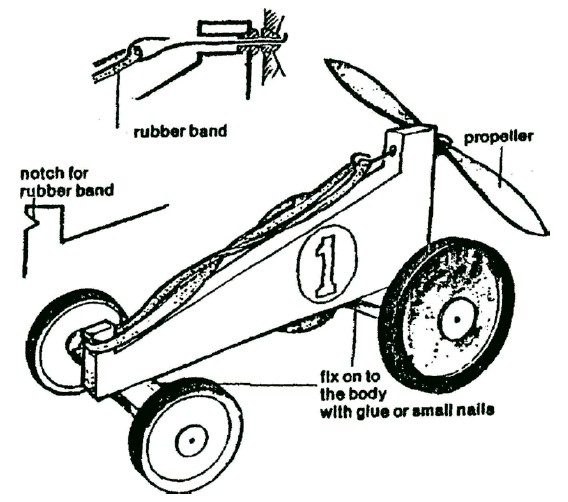 rubber band
propeller
notch for
rubber band
1
fix on to
the body
with glue or small nails